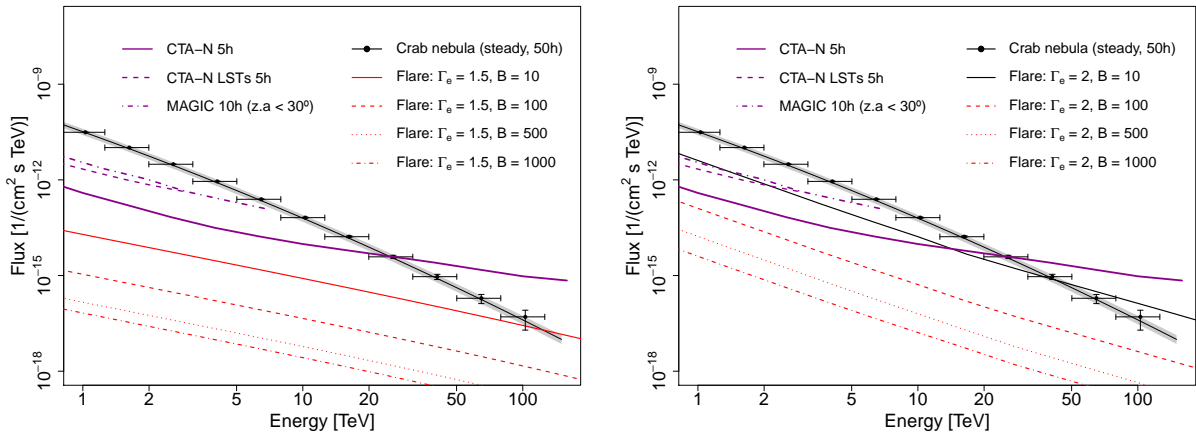 CTA−N 5h
CTA−N LSTs 5h
MAGIC 10h (z.a < 30º)
Crab nebula (steady, 50h)
Flare: Γe = 1.5, B = 10
Flare: Γe = 1.5, B = 100
Flare: Γe = 1.5, B = 500
Flare: Γe = 1.5, B = 1000
Flux [1/(cm² s TeV)]
10⁻⁹
10⁻¹²
10⁻¹⁵
10⁻¹⁸
1 2 5 10 20 50 100
Energy [TeV]
CTA−N 5h
CTA−N LSTs 5h
MAGIC 10h (z.a < 30º)
Crab nebula (steady, 50h)
Flare: Γe = 2, B = 10
Flare: Γe = 2, B = 100
Flare: Γe = 2, B = 500
Flare: Γe = 2, B = 1000
Flux [1/(cm² s TeV)]
10⁻⁹
10⁻¹²
10⁻¹⁵
10⁻¹⁸
1 2 5 10 20 50 100
Energy [TeV]